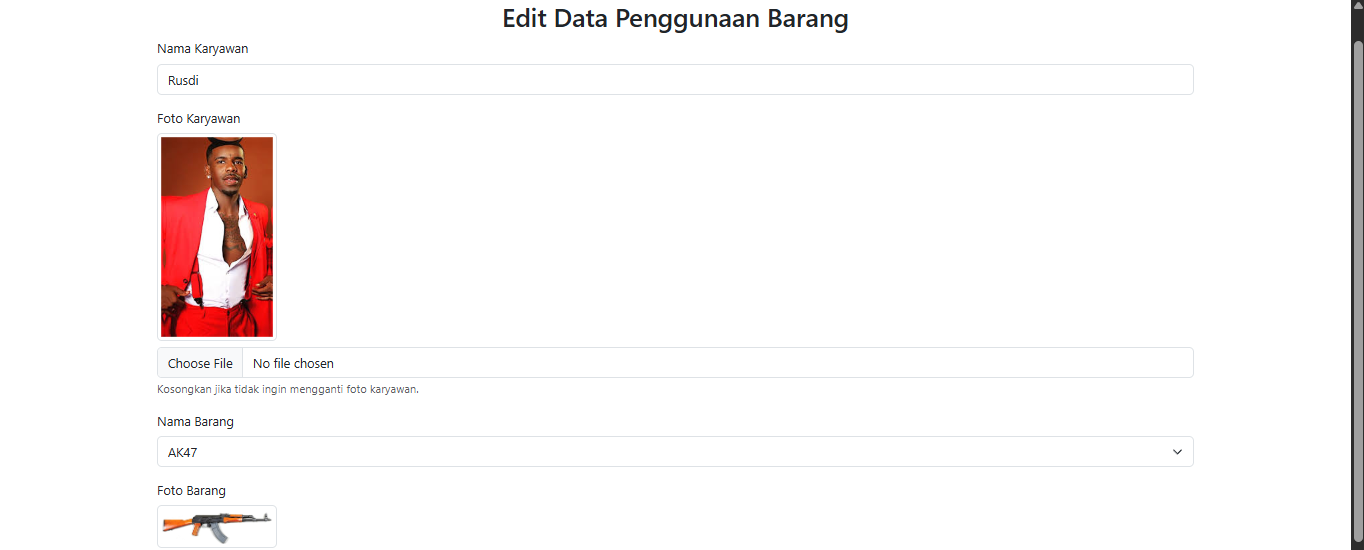 Edit Data Penggunaan Barang
Nama Karyawan
Rusdi
Foto Karyawan
Choose File No file chosen
Kosongkan jika tidak ingin mengganti foto karyawan.
Nama Barang
AK47
Foto Barang